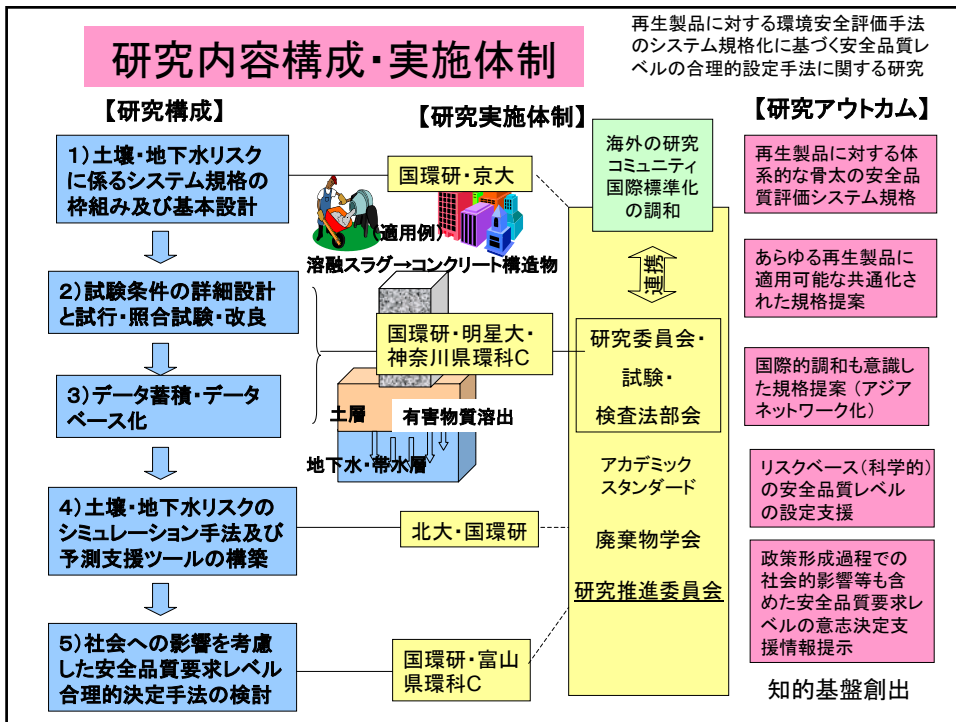 再生製品に対する環境安全評価手法
のシステム規格化に基づく安全品質レ
ベルの合理的設定手法に関する研究
研究内容構成・実施体制
【研究構成】
1)土壌・地下水リスク
に係るシステム規格の
枠組み及び基本設計
2)試験条件の詳細設計
と試行・照合試験・改良
3)データ蓄積・データ
ベース化
4)土壌・地下水リスクの
シミュレーション手法及び
予測支援ツールの構築
5)社会への影響を考慮
した安全品質要求レベル
合理的決定手法の検討
【研究実施体制】
国環研・京大
(適用例)
溶融スラグ→コンクリート構造物
国環研・明星大・
神奈川県環科C
土層
有害物質溶出
地下水・帯水層
北大・国環研
国環研・富山
県環科C
海外の研究
コミュニティ
国際標準化
の調和
連携
研究委員会・
試験・
検査法部会
アカデミック
スタンダード
廃棄物学会
研究推進委員会
【研究アウトカム】
再生製品に対する体
系的な骨太の安全品
質評価システム規格
あらゆる再生製品に
適用可能な共通化さ
れた規格提案
国際的調和も意識し
た規格提案(アジア
ネットワーク化)
リスクベース(科学的)
の安全品質レベル
の設定支援
政策形成過程での
社会的影響等も含
めた安全品質要求レ
ベルの意志決定支
援情報提示
知的基盤創出